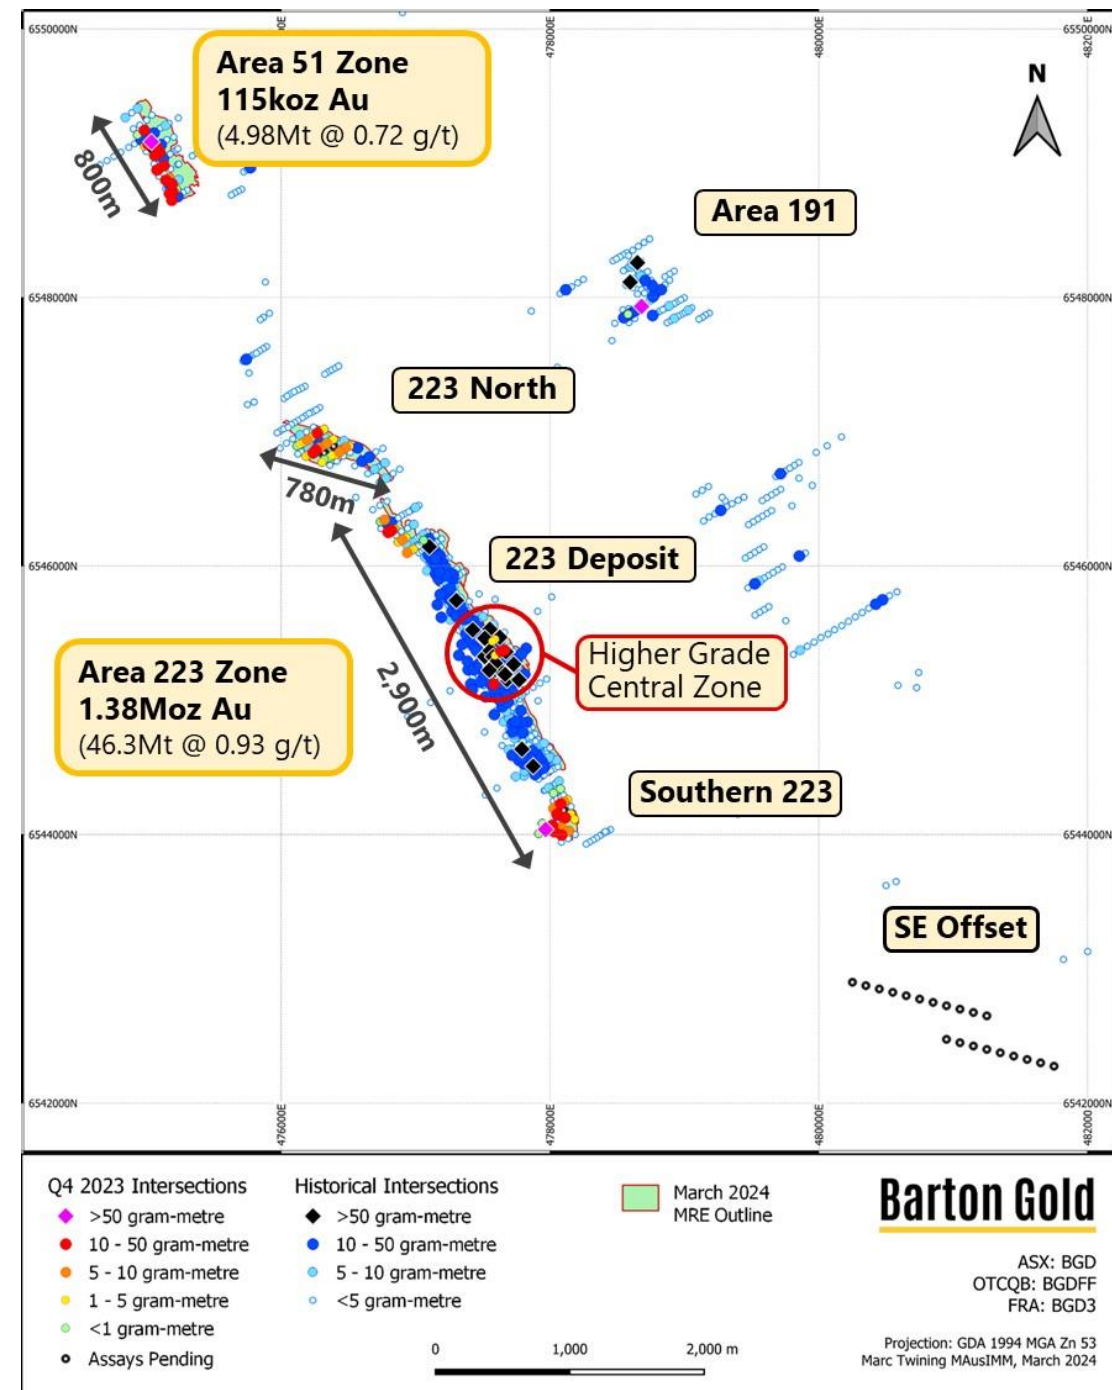 6550000N
478000E
480000E
482000E
6550000N
Area 51 Zone
115koz Au
(4.98Mt @ 0.72 g/t)
N
800m
Area 191
6548000N
6548000N
223 North
780m
223 Deposit
6546000N
6546000N
Higher Grade
Central Zone
Area 223 Zone
1.38Moz Au
(46.3Mt @ 0.93 g/t)
2,900m
Southern 223
6544000N
6544000N
SE Offset
6542000N
6542000N
476000E
478000E
480000E
482000E
Q4 2023 Intersections
>50 gram-metre
10 - 50 gram-metre
5 - 10 gram-metre
1 - 5 gram-metre
<1 gram-metre
Assays Pending
Historical Intersections
>50 gram-metre
10 - 50 gram-metre
5 - 10 gram-metre
<5 gram-metre
March 2024
MRE Outline
0 1,000 2,000 m
Barton Gold
ASX: BGD
OTCQB: BGDFF
FRA: BGD3
Projection: GDA 1994 MGA Zn 53
Marc Twining MAusIMM, March 2024